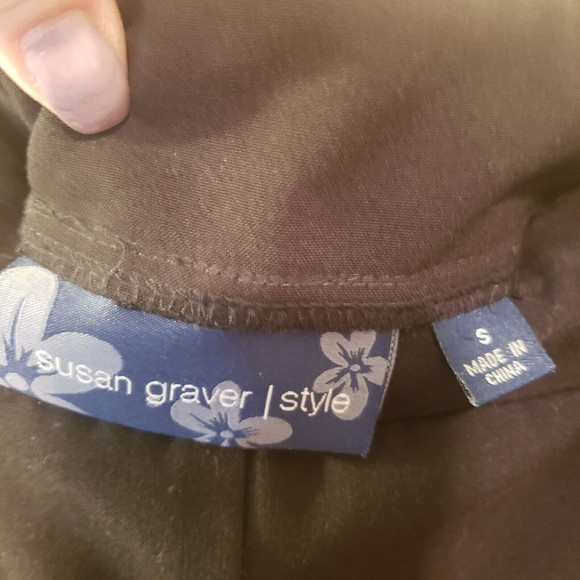 susan graver | style
S
MADE IN
CHINA